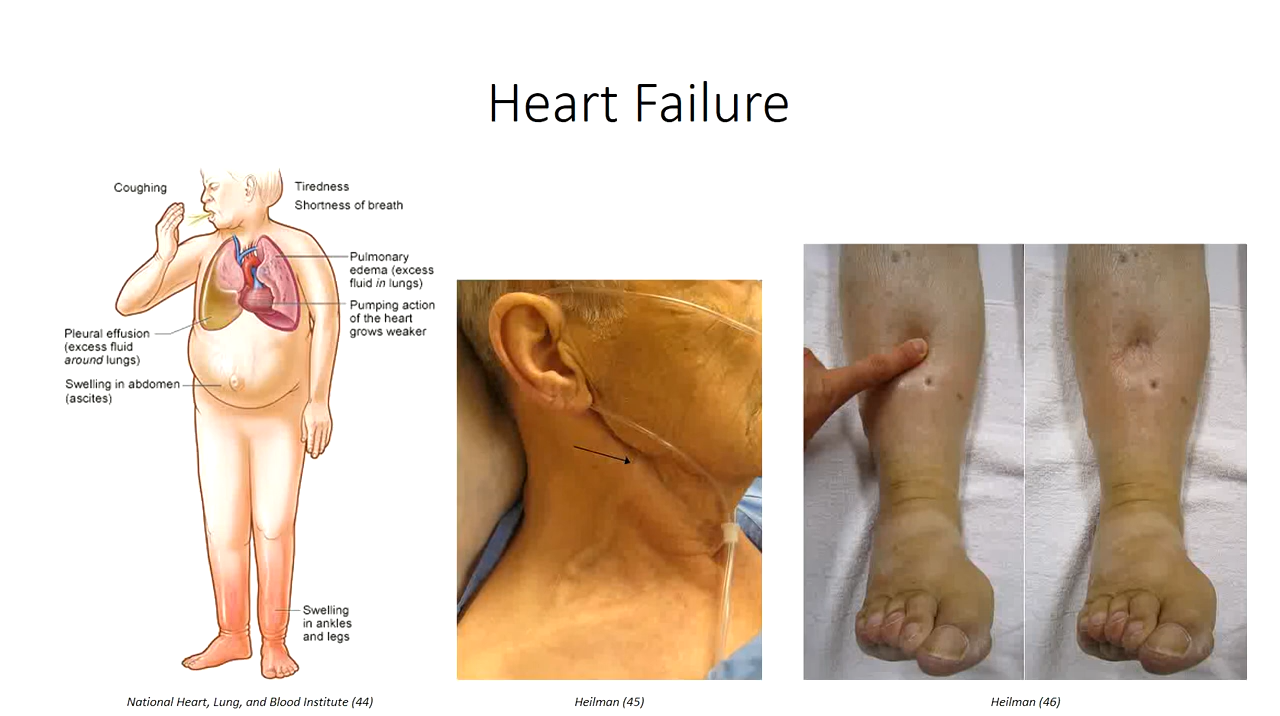 Heart Failure
Coughing
Tiredness
Shortness of breath
Pulmonary
edema (excess
fluid in lungs)
Pumping action
of the heart
grows weaker
Pleural effusion
(excess fluid
around lungs)
Swelling in abdomen
(ascites)
Swelling
in ankles
and legs
National Heart, Lung, and Blood Institute (44)
Heilman (45)
Heilman (46)